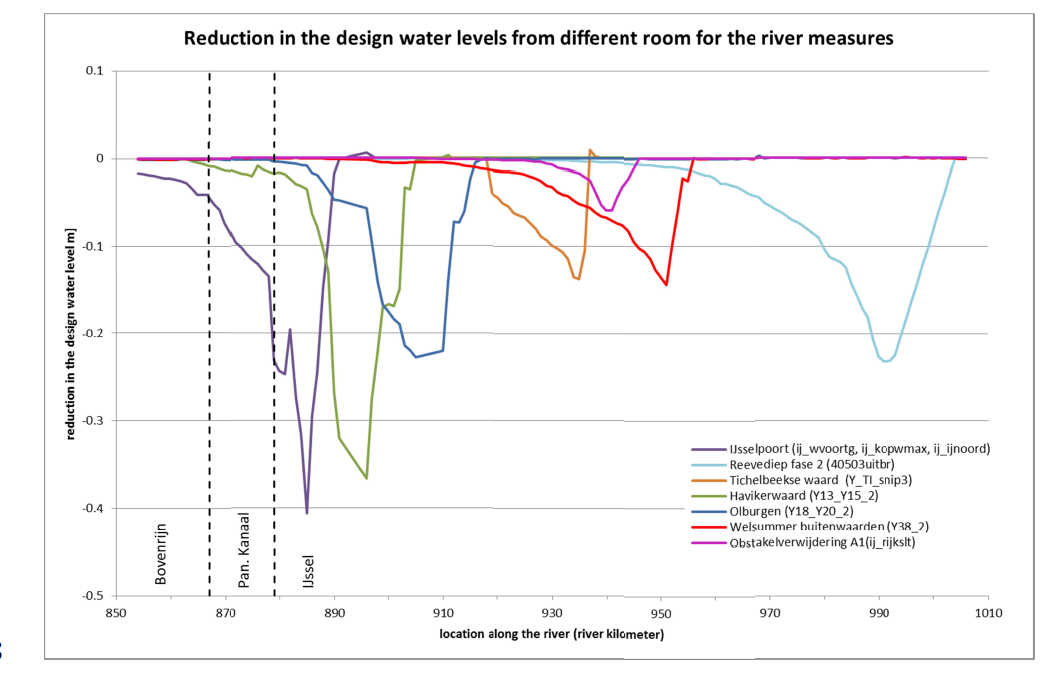 Reduction in the design water levels from different room for the river measures
0.1
0
-0.1
-0.2
-0.3
-0.4
-0.5
reduction in the design water level m]
IJsselpoort (ij_wvoortg, ij_kopwmax, ij_ijnoord)
Reevediep fase 2 (40503uitbr)
Tichelbeekse waard (Y_TI_snip3)
Havikerwaard (Y13_Y15_2)
Olburgen (Y18_Y20_2)
Welsummer buitenwaarden (Y38_2)
Obstakelverwijdering A1(ij_rijkslt)
Bovenrijn
Pan. Kanaal
IJssel
850 870 890 910 930 950 970 990 1010
location along the river (river kilometer)